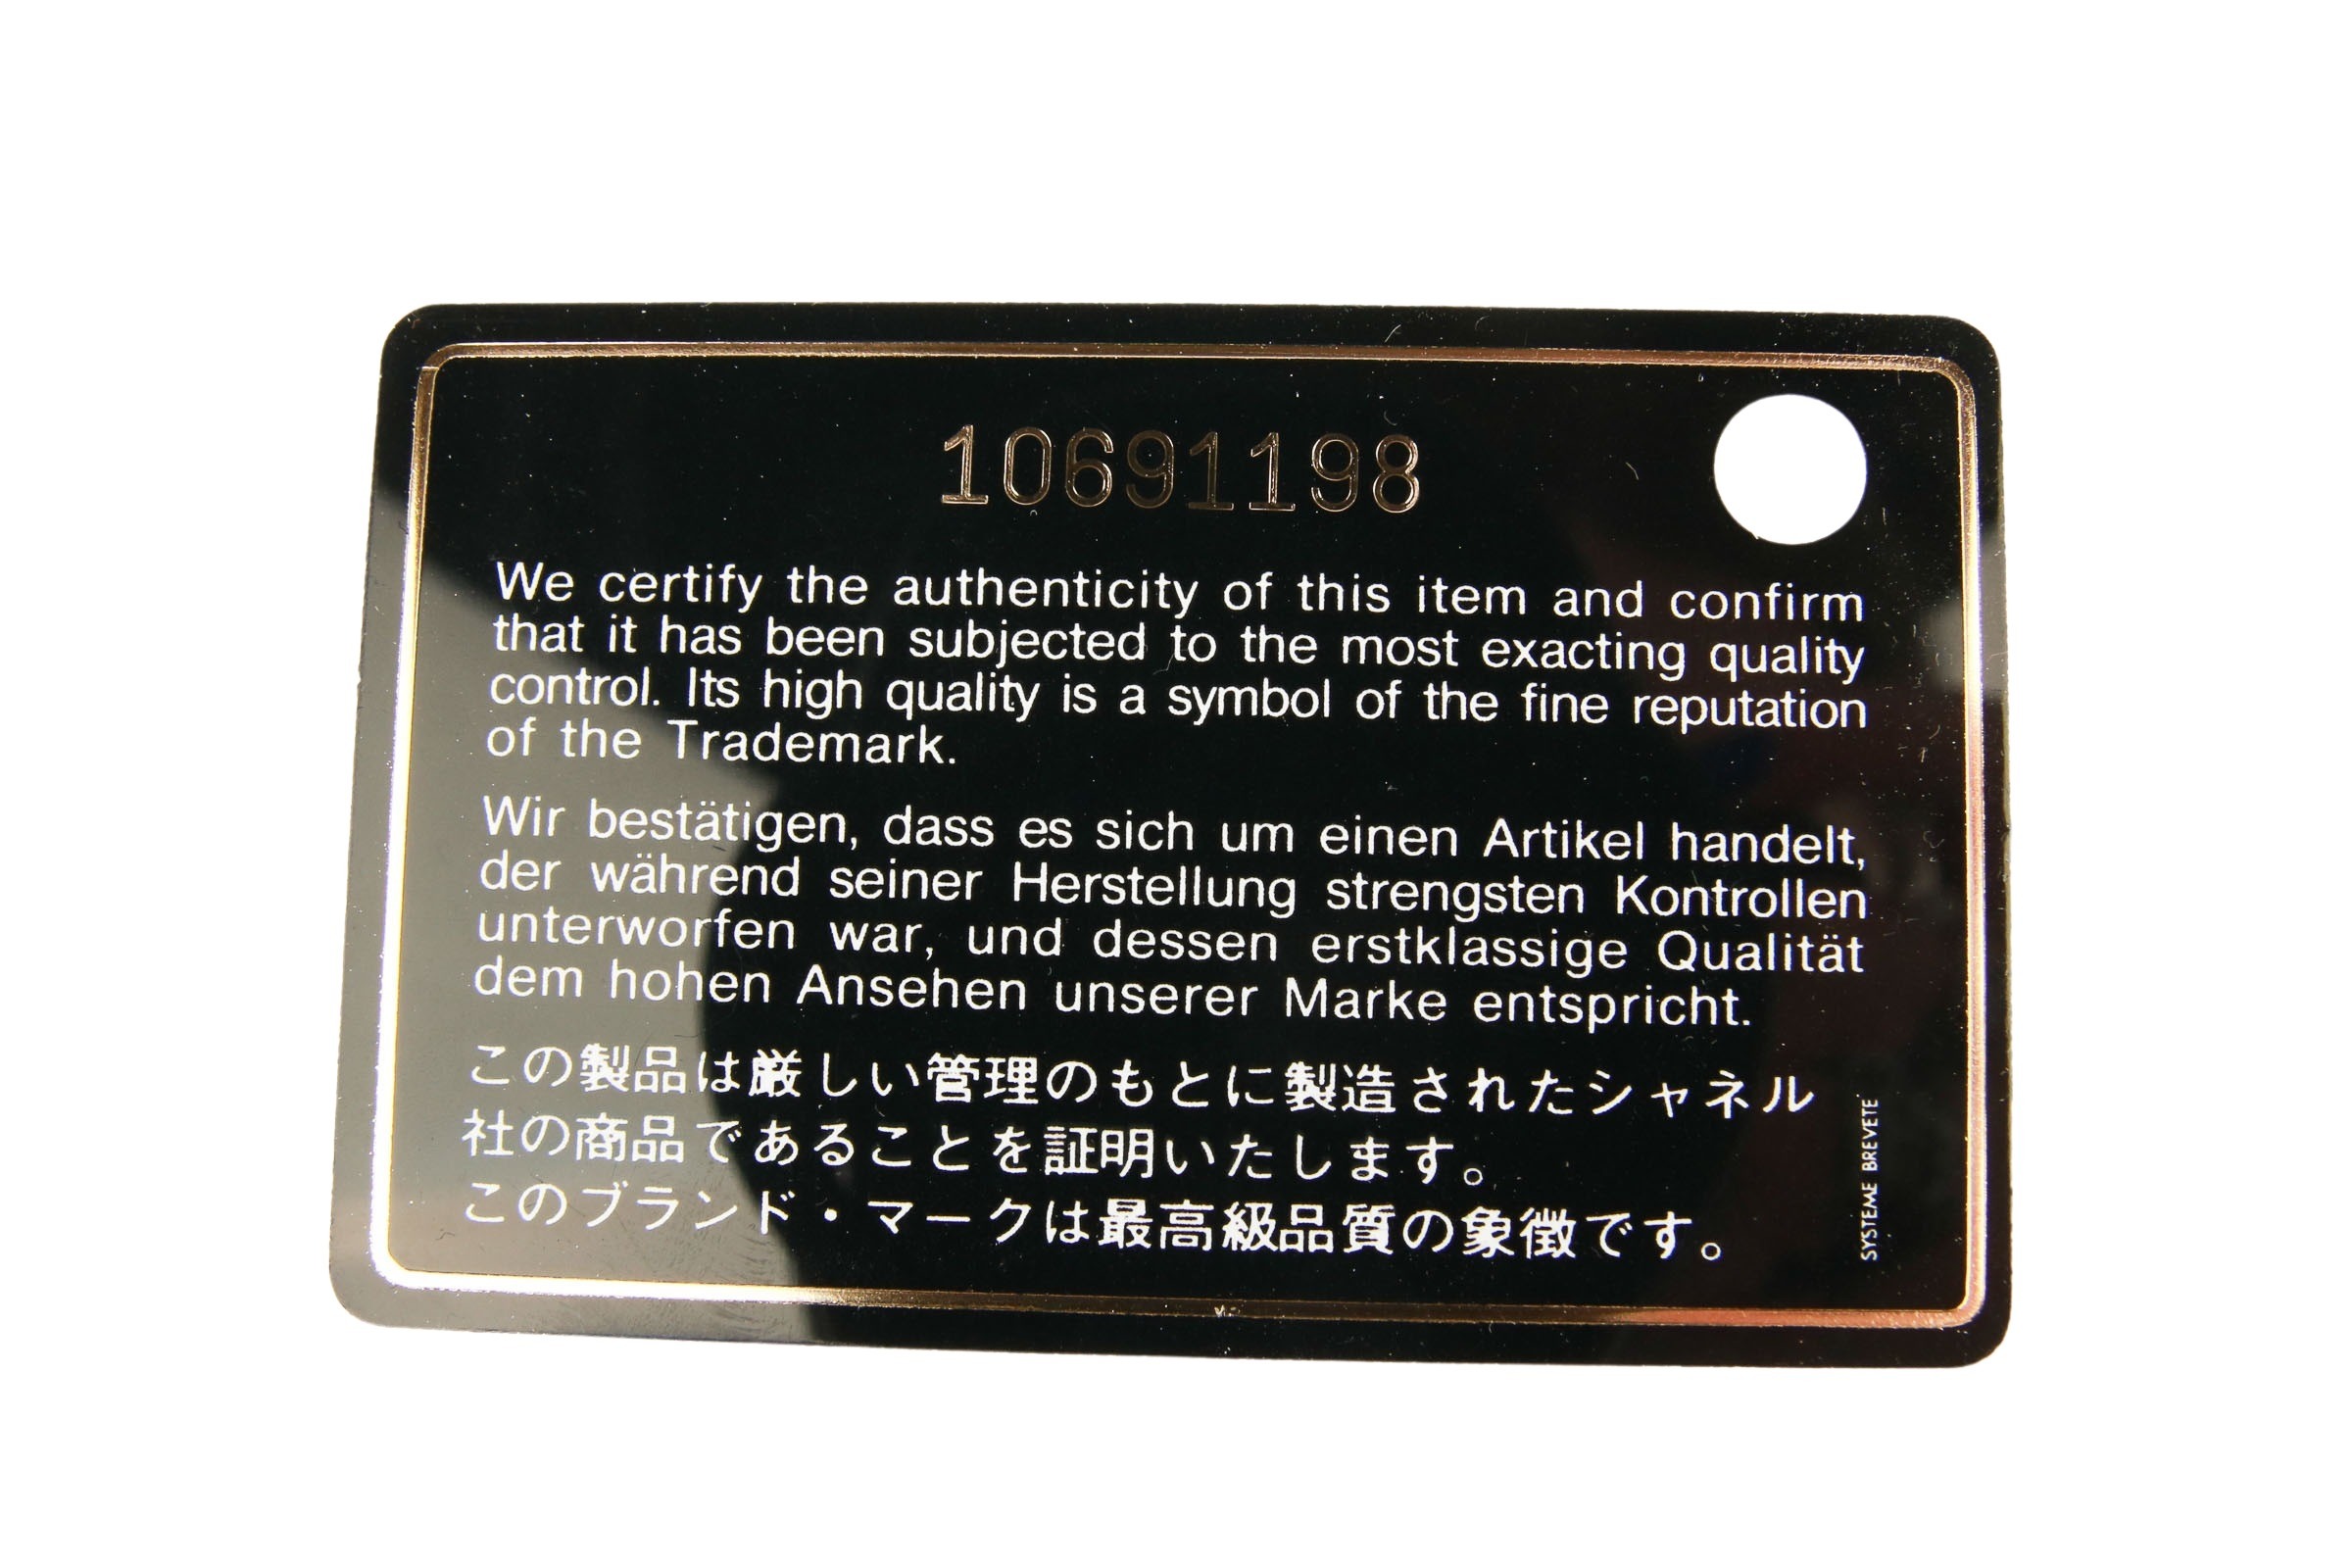 10691198
We certify the authenticity of this item and confirm
that it has been subjected to the most exacting quality
control. Its high quality is a symbol of the fine reputation
of the Trademark.
Wir bestätigen, dass es sich um einen Artikel handelt,
der während seiner Herstellung strengsten Kontrollen
unterworfen war, und dessen erstklassige Qualität
dem hohen Ansehen unserer Marke entspricht.
この製品は厳しい管理のもとに製造されたシャネル
社の商品であることを証明いたします。
このブランド・マークは最高級品質の象徴です。
SYSTEME BREVETE